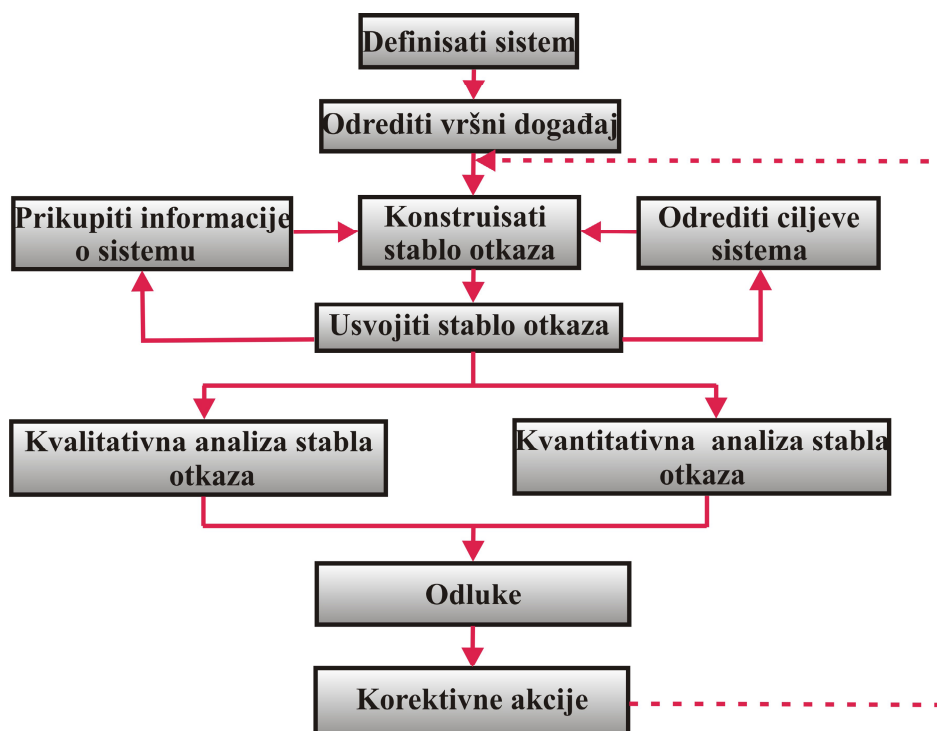 Definisati sistem
Odrediti vršni događaj
Prikupiti informacije
o sistemu
Konstruisati
stablo otkaza
Odrediti ciljeve
sistema
Usvojiti stablo otkaza
Kvalitativna analiza stabla
otkaza
Kvantitativna analiza stabla
otkaza
Odluke
Korektivne akcije